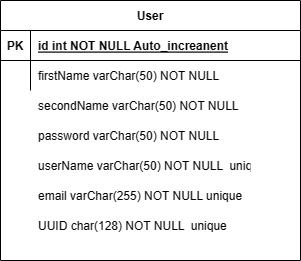 User
PK id int NOT NULL Auto_increanent
firstName varChar(50) NOT NULL
secondName varChar(50) NOT NULL
password varChar(50) NOT NULL
userName varChar(50) NOT NULL uniq
email varChar(255) NOT NULL unique
UUID char(128) NOT NULL unique